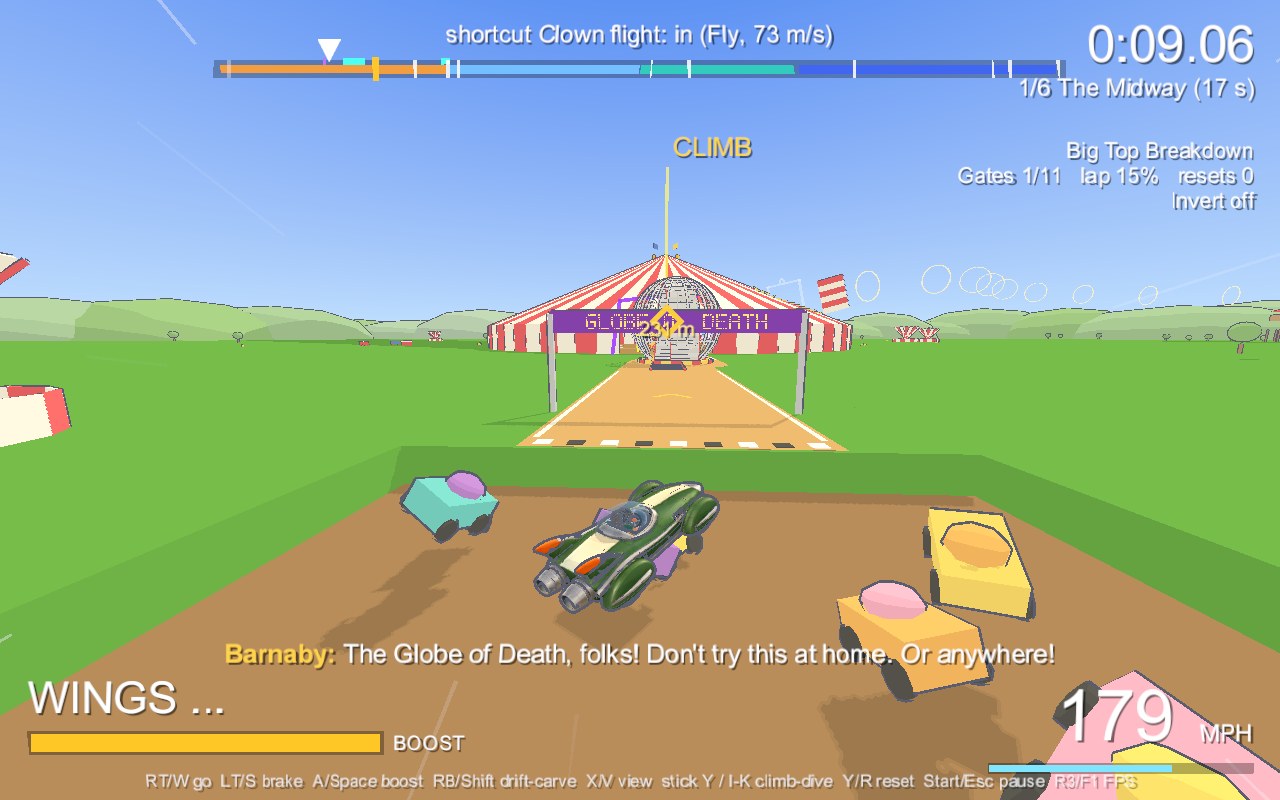 shortcut Clown flight: in (Fly, 73 m/s)
0:09.06
1/6 The Midway (17 s)
CLIMB
Big Top Breakdown
Gates 1/11 lap 15% resets 0
Invert off
GLOBE DEATH
Barnaby: The Globe of Death, folks! Don't try this at home. Or anywhere!
WINGS ...
179 MPH
BOOST
RT/W go LT/S brake A/Space boost RB/Shift drift-carve X/V view stick Y / I-K climb-dive Y/R reset Start/Esc pause R3/F1 FPS